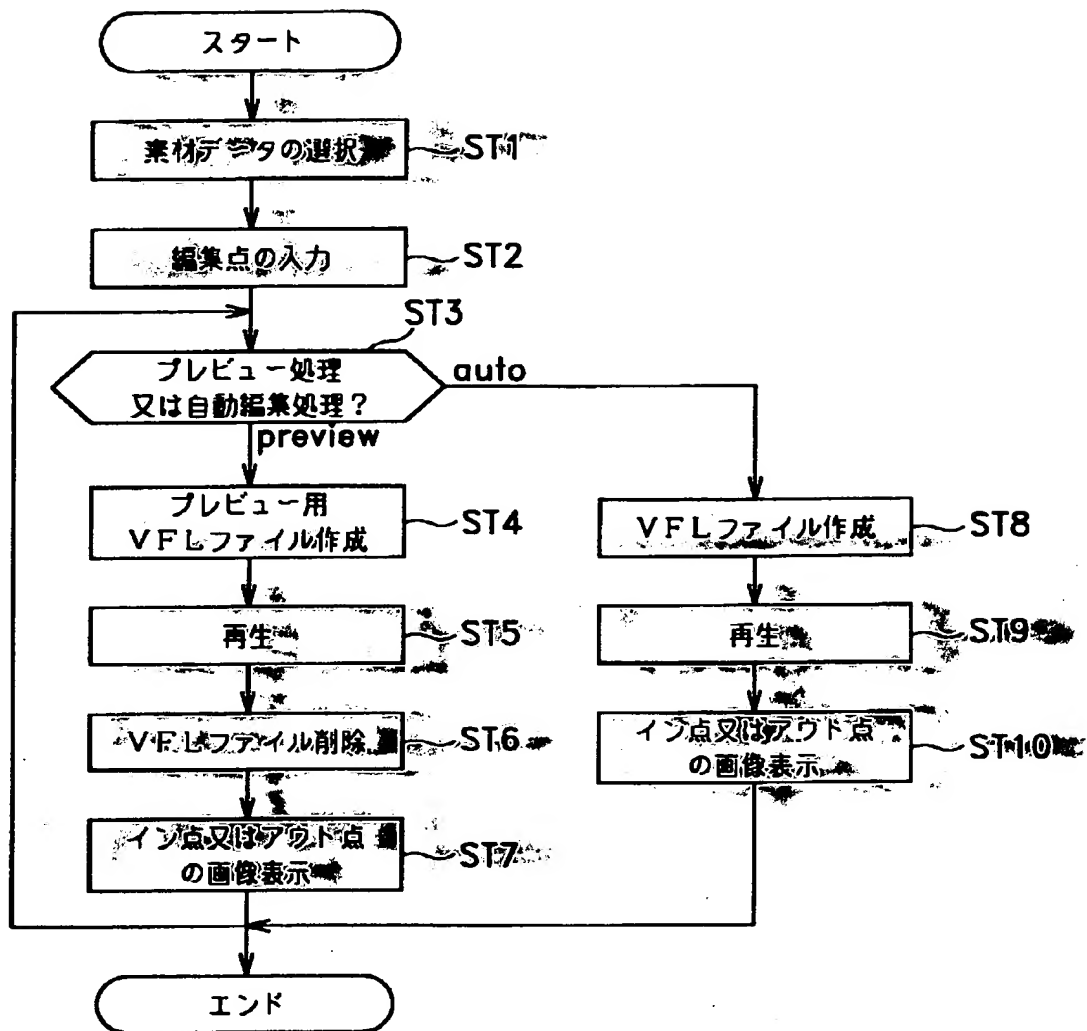 スタート
素材データの選択
ST1
編集点の入力
ST2
ST3
プレビュー処理
又は自動編集処理?
auto
preview
プレビュー用
VFLファイル作成
ST4
再生
ST5
VFLファイル削除
ST6
イン点又はアウト点
の画像表示
ST7
VFLファイル作成
ST8
再生
ST9
イン点又はアウト点
の画像表示
ST10
エンド